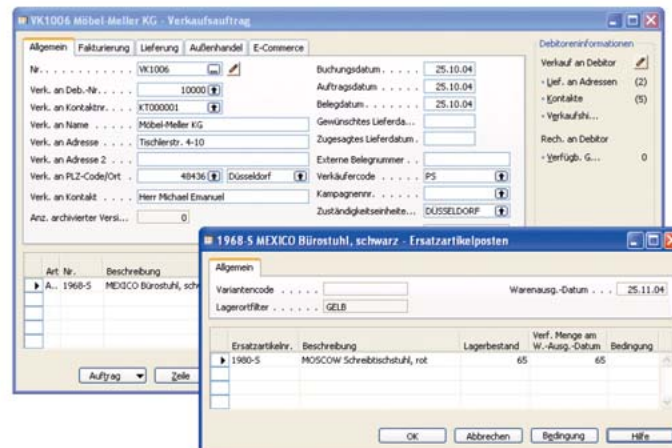 VK1006 Möbel-Meller KG - Verkaufsauftrag
Allgemein Fakturierung Lieferung Außenhandel E-Commerce
Nr. . . . . . . . . . . . VK1006
Verk. an Deb.-Nr. . . . . . 10000
Verk. an Kontaktnr. . . . . KT000001
Verk. an Name . . . . . . Möbel-Meller KG
Verk. an Adresse . . . . . Tischlerstr. 4-10
Verk. an Adresse 2 . . . .
Verk. an PLZ-Code/Ort . 48436 Düsseldorf
Verk. an Kontakt . . . . . Herr Michael Emanuel
Anz. archivierter Versi... 0
Buchungsdatum . . . . . 25.10.04
Auftragsdatum . . . . . . 25.10.04
Belegdatum . . . . . . . . 25.10.04
Gewünschtes Lieferda...
Zugesagtes Lieferdatum .
Externe Belegnummer . .
Verkäufercode . . . . . . PS
Kampagnennr. . . . . . .
Zuständigkeitseinheite... DÜSSELDORF
Debitoreninformationen
Verkauf an Debitor
Lief. an Adressen (2)
Kontakte (5)
Verkaufshi...
Rech. an Debitor
Verfügb. G... 0
Art Nr. Beschreibung
A.. 1968-S MEXICO Bürostuhl, sch
Auftrag Zeile
1968-S MEXICO Bürostuhl, schwarz - Ersatzartikelposten
Allgemein
Variantencode . . . . .
Lagerortfilter . . . . . . GELB
Warenausg.-Datum . . . 25.11.04
Ersatzartikelnr. Beschreibung Lagerbestand Verf. Menge am W.-Ausg.-Datum Bedingung
1980-S MOSCOW Schreibtischstuhl, rot 65 65
OK Abbrechen Bedingung Hilfe